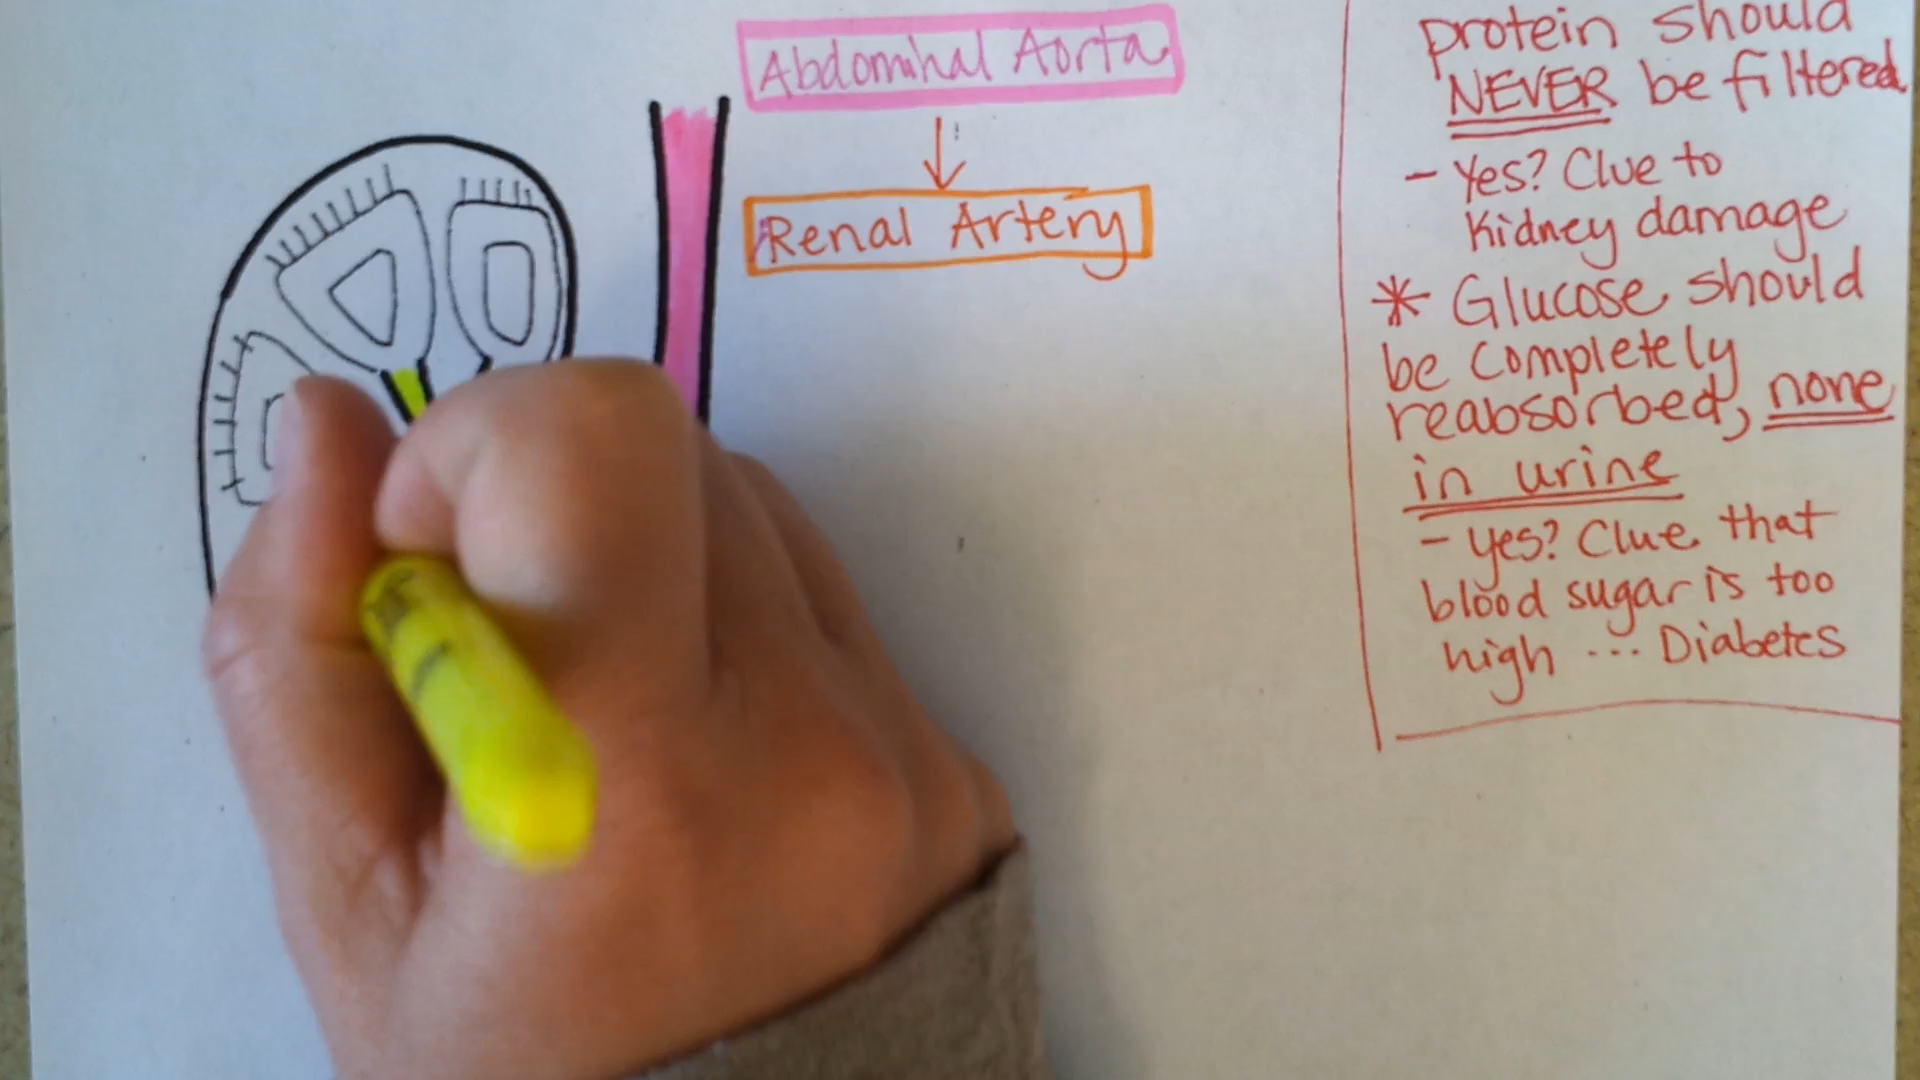 Abdominal Aorta
Renal Artery
protein should
NEVER be filtered
- Yes? Clue to
Kidney damage
* Glucose should
be completely
reabsorbed, none
in urine
- yes? Clue that
blood sugar is too
high ... Diabetes